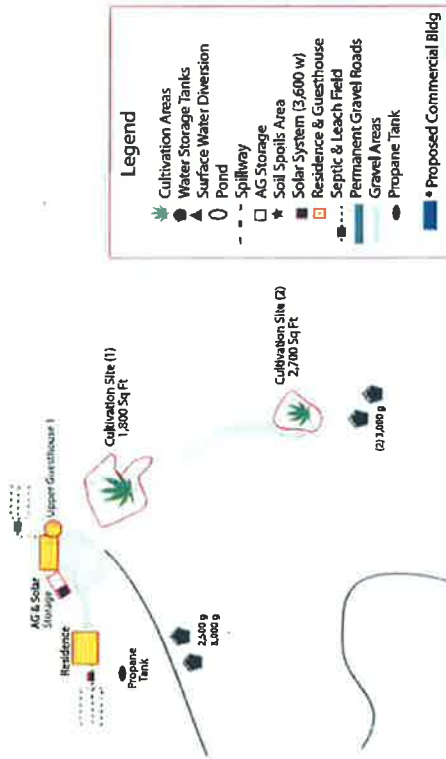 Legend
Cultivation Areas
Water Storage Tanks
Surface Water Diversion
Pond
Spillway
AG Storage
Soil Spoils Area
Solar System (3,600 w)
Residence & Guesthouse
Septic & Leach Field
Permanent Gravel Roads
Gravel Areas
Propane Tank
* Proposed Commercial Bldg
Upper Guesthouse 1
AG & Solar
Storage
Residence
Propane
Tank
Cultivation Site (1)
1,800 Sq Ft
Cultivation Site (2)
2,700 Sq Ft
2,500 g
3,000 g
(2) 3,000 g